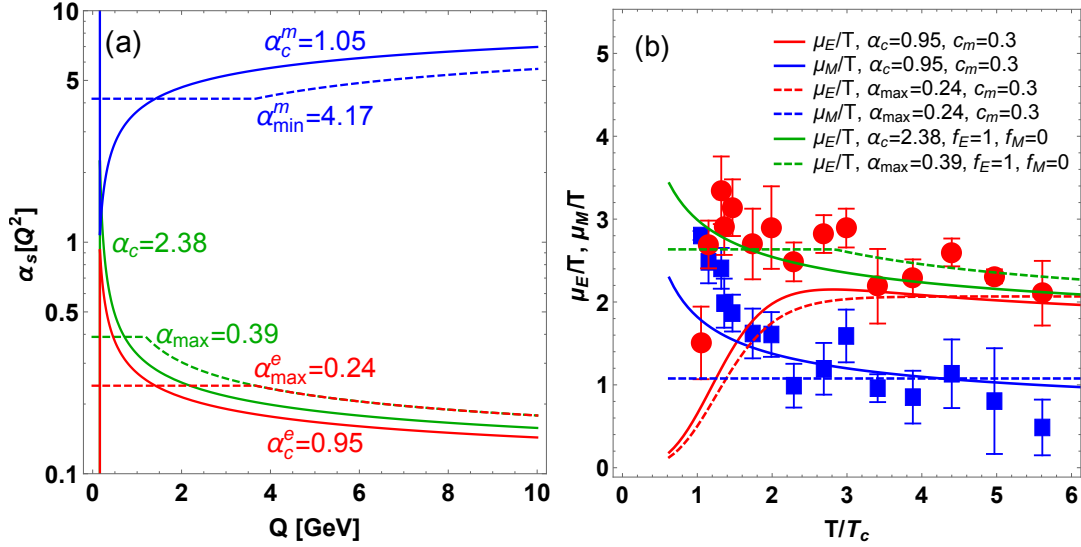 (a)
α_c^m=1.05
α_min^m=4.17
α_c=2.38
α_max=0.39
α_max^e=0.24
α_c^e=0.95
α_s[Q²]
10
5
1
0.5
0.1
0 2 4 6 8 10
Q [GeV]
(b)
μ_E/T, α_c=0.95, c_m=0.3
μ_M/T, α_c=0.95, c_m=0.3
μ_E/T, α_max=0.24, c_m=0.3
μ_M/T, α_max=0.24, c_m=0.3
μ_E/T, α_c=2.38, f_E=1, f_M=0
μ_E/T, α_max=0.39, f_E=1, f_M=0
μ_E/T, μ_M/T
5
4
3
2
1
0
0 1 2 3 4 5 6
T/T_c